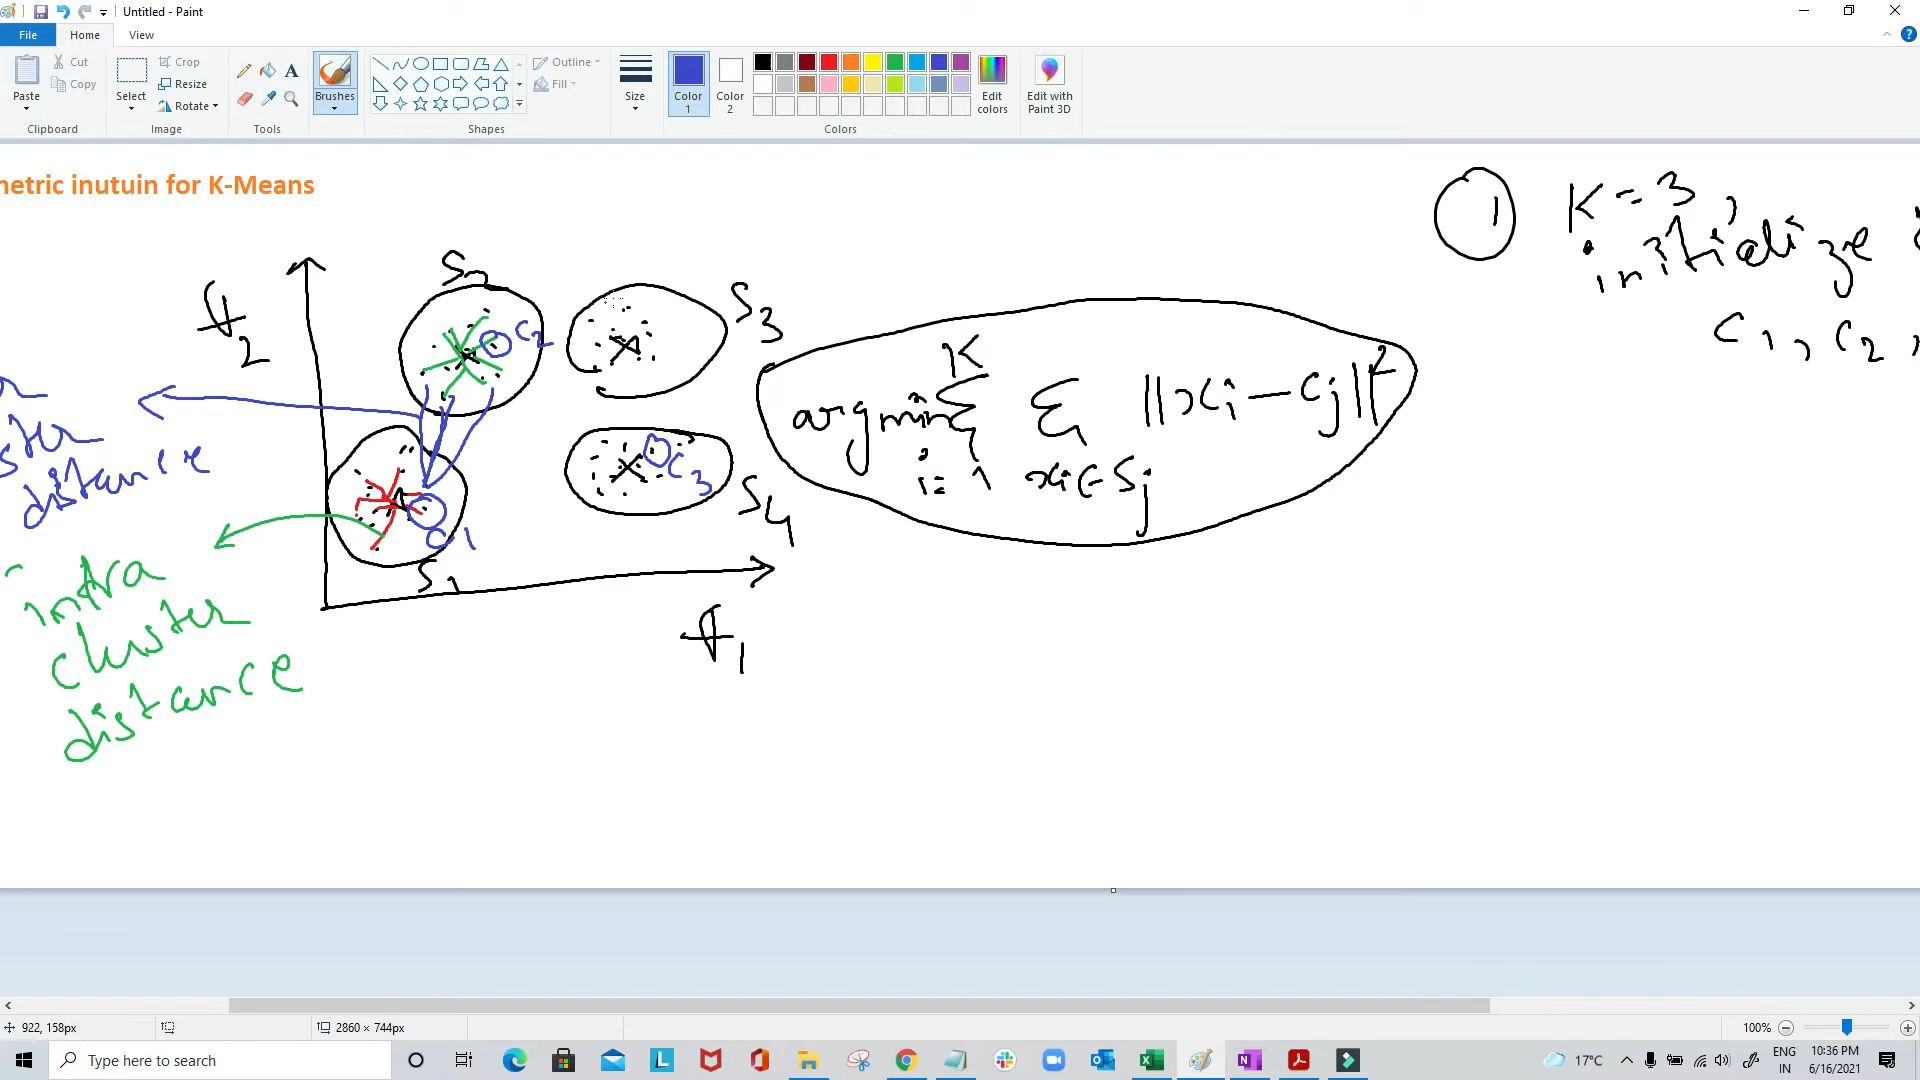 Untitled - Paint
File
Home
View
Paste
Cut
Copy
Clipboard
Select
Crop
Resize
Rotate
Image
Tools
Brushes
Shapes
Outline
Fill
Size
Color 1
Color 2
Colors
Edit colors
Edit with Paint 3D
metric inutuin for K-Means
f2
S2
C2
S3
C3
S4
C1
S1
f1
distance
intra
cluster
distance
K
argmin Σ Σ ||xi – Cj||²
i=1 xi∈Sj
1
K=3,
initialize
C1, C2,
922, 158px
2860 × 744px
100%
Type here to search
17°C
ENG
IN
10:36 PM
6/16/2021